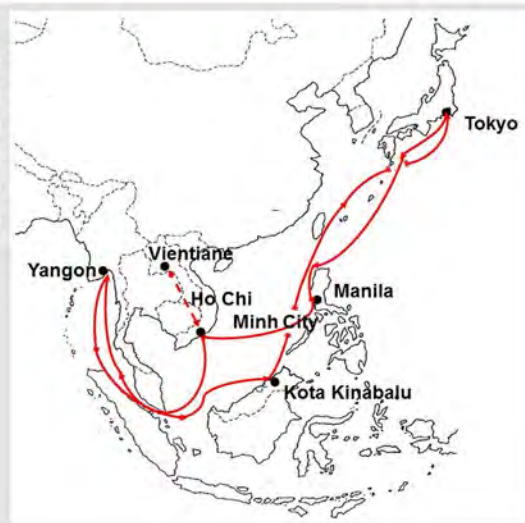 Tokyo
Vientiane
Yangon
Ho Chi
Manila
Minh City
Kota Kinabalu